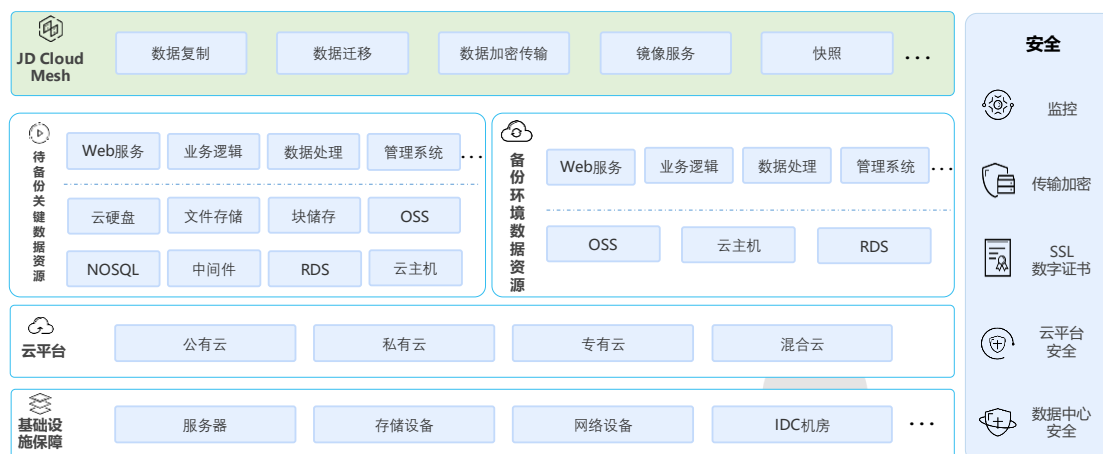 JD Cloud
Mesh
数据复制
数据迁移
数据加密传输
镜像服务
快照
...
待备份关键数据资源
Web服务
业务逻辑
数据处理
管理系统
...
云硬盘
文件存储
块储存
OSS
NOSQL
中间件
RDS
云主机
备份环境数据资源
Web服务
业务逻辑
数据处理
管理系统
...
OSS
云主机
RDS
云平台
公有云
私有云
专有云
混合云
基础设
施保障
服务器
存储设备
网络设备
IDC机房
...
安全
监控
传输加密
SSL
数字证书
云平台
安全
数据中心
安全